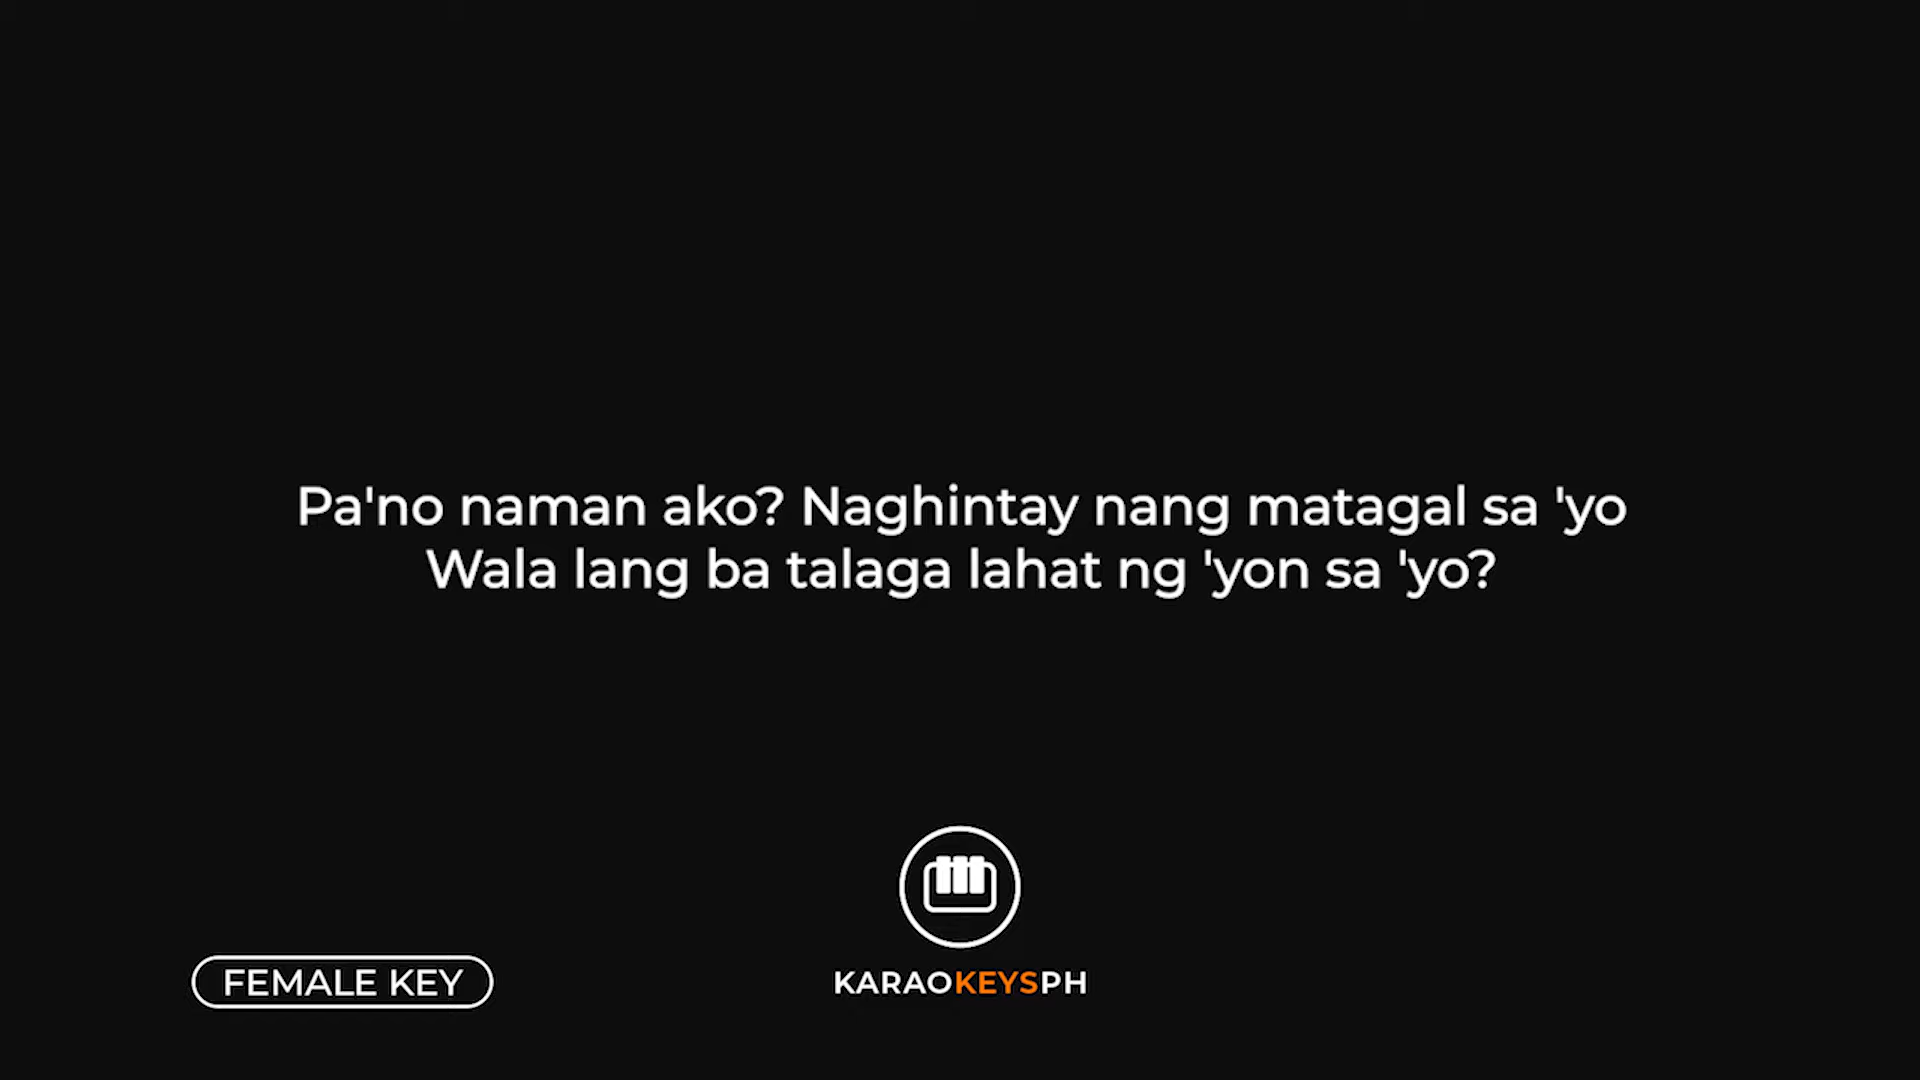 Pa'no naman ako? Naghintay nang matagal sa 'yo
Wala lang ba talaga lahat ng 'yon sa 'yo?
FEMALE KEY
KARAOKEYSPH